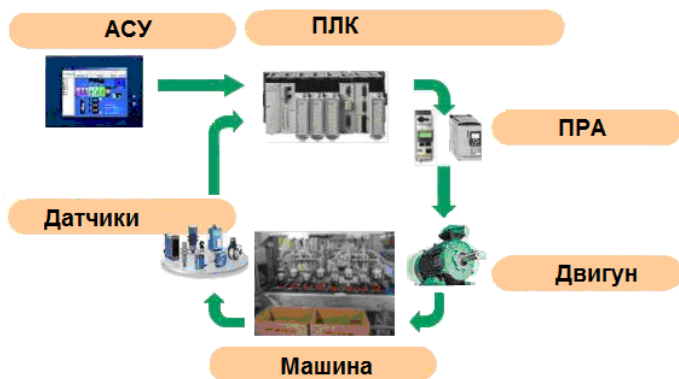 АСУ
ПЛК
ПРА
Датчики
Двигун
Машина